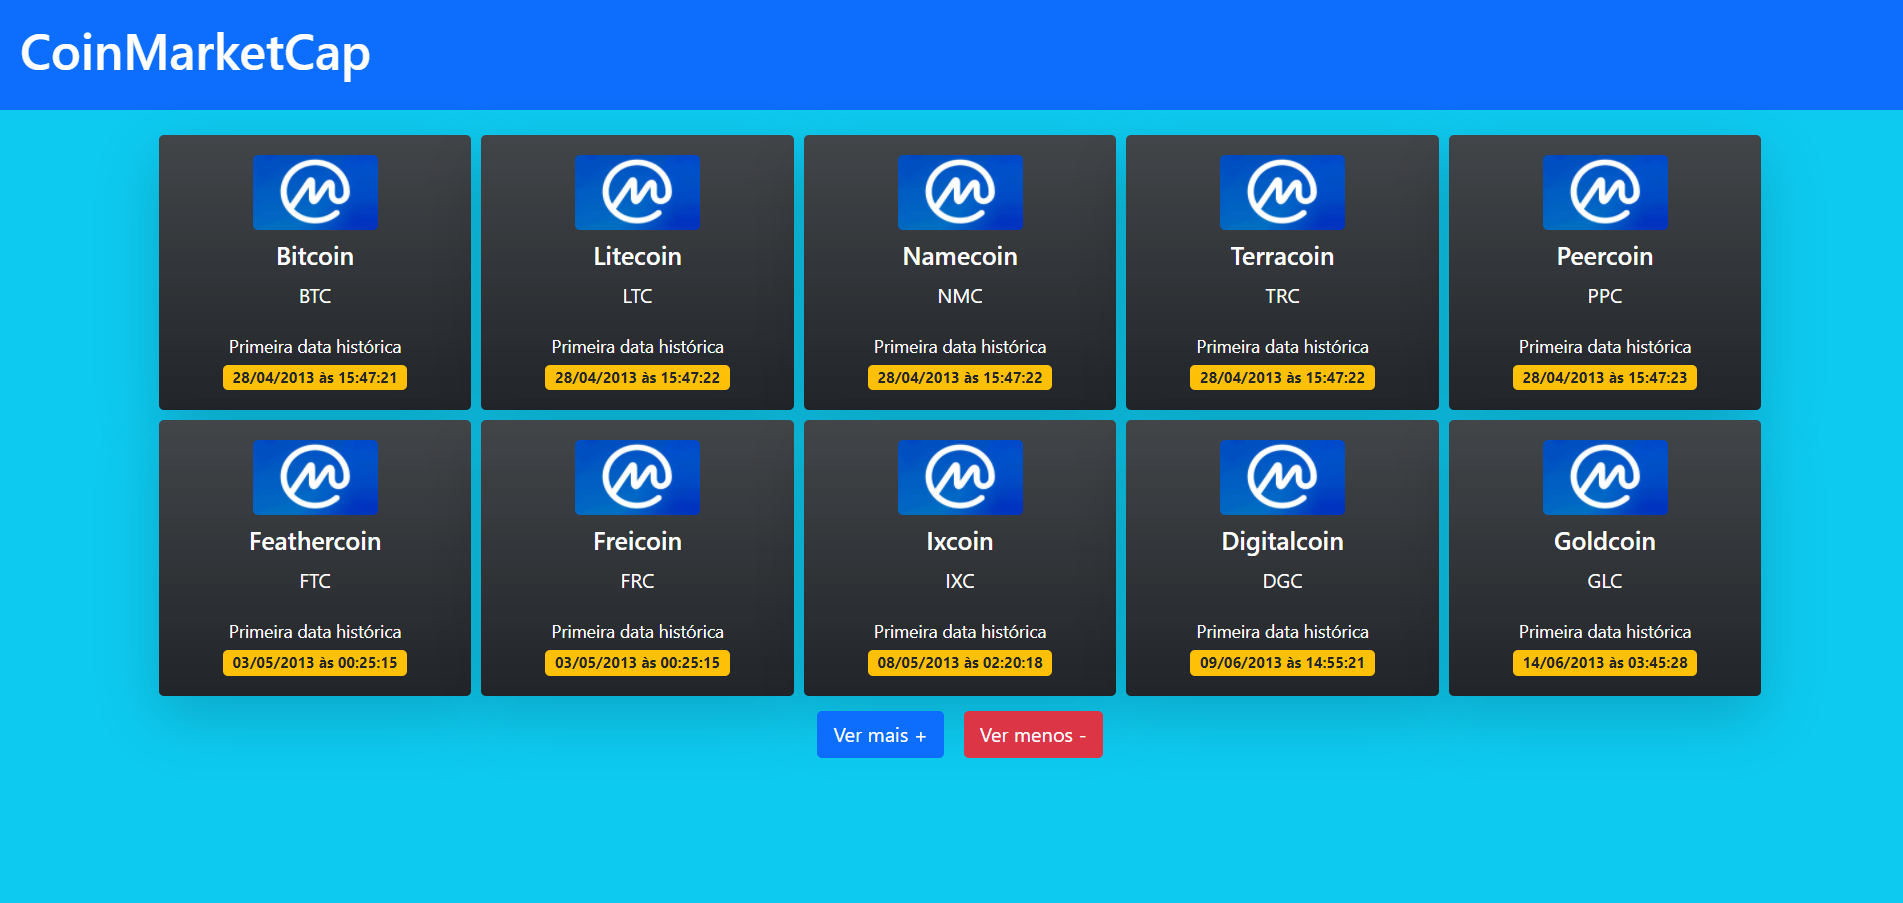 CoinMarketCap
Bitcoin
BTC
Primeira data histórica
28/04/2013 às 15:47:21
Litecoin
LTC
Primeira data histórica
28/04/2013 às 15:47:22
Namecoin
NMC
Primeira data histórica
28/04/2013 às 15:47:22
Terracoin
TRC
Primeira data histórica
28/04/2013 às 15:47:22
Peercoin
PPC
Primeira data histórica
28/04/2013 às 15:47:23
Feathercoin
FTC
Primeira data histórica
03/05/2013 às 00:25:15
Freicoin
FRC
Primeira data histórica
03/05/2013 às 00:25:15
Ixcoin
IXC
Primeira data histórica
08/05/2013 às 02:20:18
Digitalcoin
DGC
Primeira data histórica
09/06/2013 às 14:55:21
Goldcoin
GLC
Primeira data histórica
14/06/2013 às 03:45:28
Ver mais +
Ver menos -